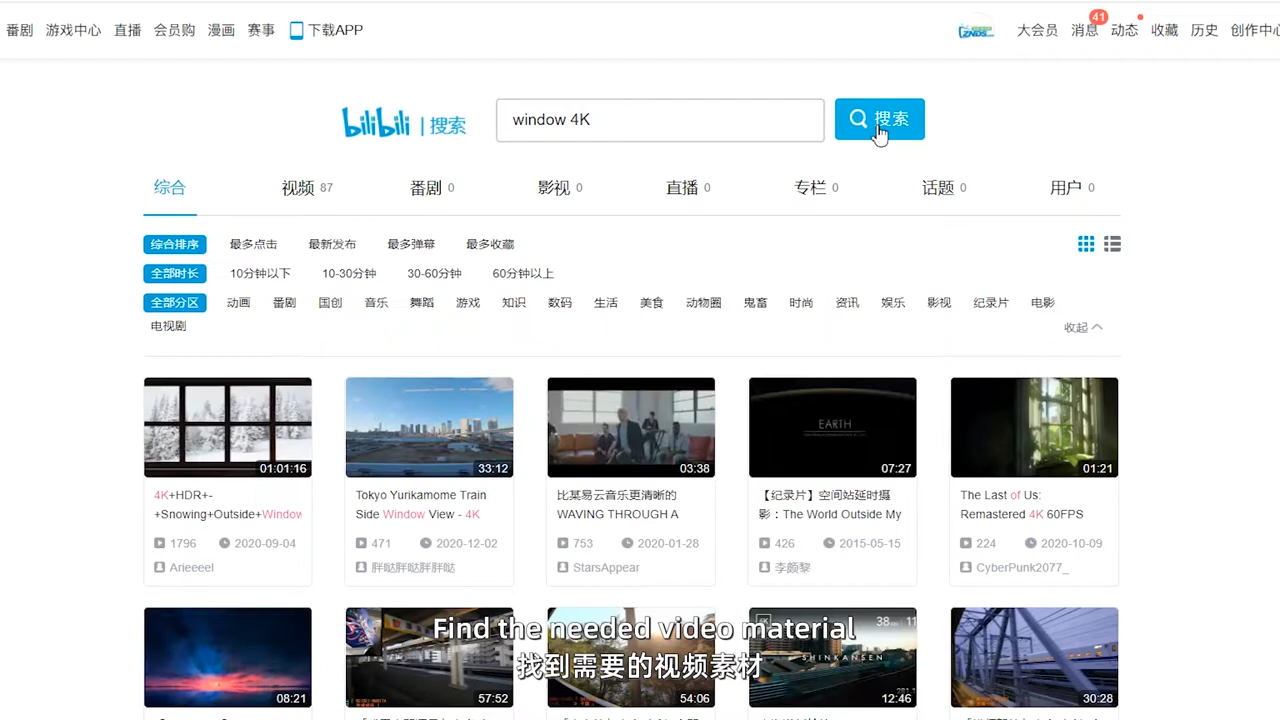 番剧 游戏中心 直播 会员购 漫画 赛事 下载APP ZNDS 大会员 消息 41 动态 收藏 历史 创作中心
bilibili 搜索 window 4K 搜索
综合 视频 87 番剧 0 影视 0 直播 0 专栏 0 话题 0 用户 0
综合排序 最多点击 最新发布 最多弹幕 最多收藏
全部时长 10分钟以下 10-30分钟 30-60分钟 60分钟以上
全部分区 动画 番剧 国创 音乐 舞蹈 游戏 知识 数码 生活 美食 动物圈 鬼畜 时尚 资讯 娱乐 影视 纪录片 电影
电视剧 收起
EARTH
01:01:16 33:12 03:38 07:27 01:21
4K+HDR+- Tokyo Yurikamome Train 比某易云音乐更清晰的 【纪录片】空间站延时摄 The Last of Us:
+Snowing+Outside+Window Side Window View - 4K WAVING THROUGH A 影：The World Outside My Remastered 4K 60FPS
1796 2020-09-04 471 2020-12-02 753 2020-01-28 426 2015-05-15 224 2020-10-09
Arieeeel 胖哒胖哒胖胖哒 StarsAppear 李颇黎 CyberPunk2077_
Find the needed video material
找到需要的视频素材
SHINKANSEN
08:21 57:52 54:06 12:46 30:28